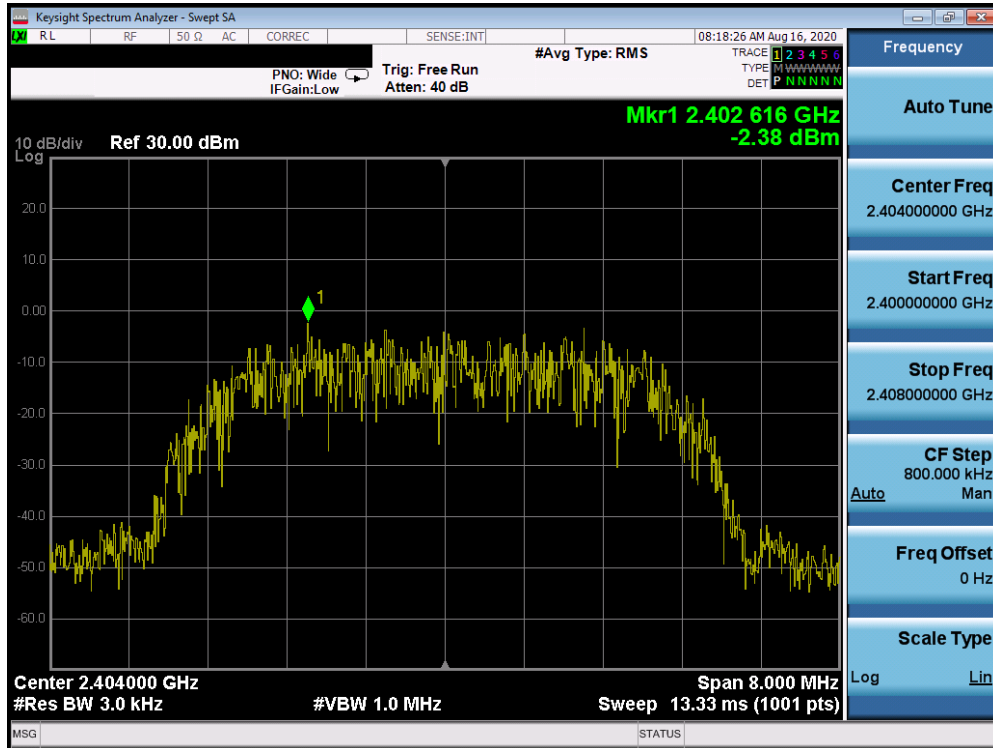 Keysight Spectrum Analyzer - Swept SA
LXI RL RF 50 Ω AC CORREC SENSE:INT 08:18:26 AM Aug 16, 2020
#Avg Type: RMS
TRACE 1 2 3 4 5 6
PNO: Wide Trig: Free Run TYPE M WWWWW
IFGain:Low Atten: 40 dB DET P N N N N N
Mkr1 2.402 616 GHz
-2.38 dBm
10 dB/div Ref 30.00 dBm
Log
20.0
10.0
1
0.00
-10.0
-20.0
-30.0
-40.0
-50.0
-60.0
Center 2.404000 GHz Span 8.000 MHz
#Res BW 3.0 kHz #VBW 1.0 MHz Sweep 13.33 ms (1001 pts)
MSG STATUS
Frequency
Auto Tune
Center Freq
2.404000000 GHz
Start Freq
2.400000000 GHz
Stop Freq
2.408000000 GHz
CF Step
800.000 kHz
Auto Man
Freq Offset
0 Hz
Scale Type
Log Lin